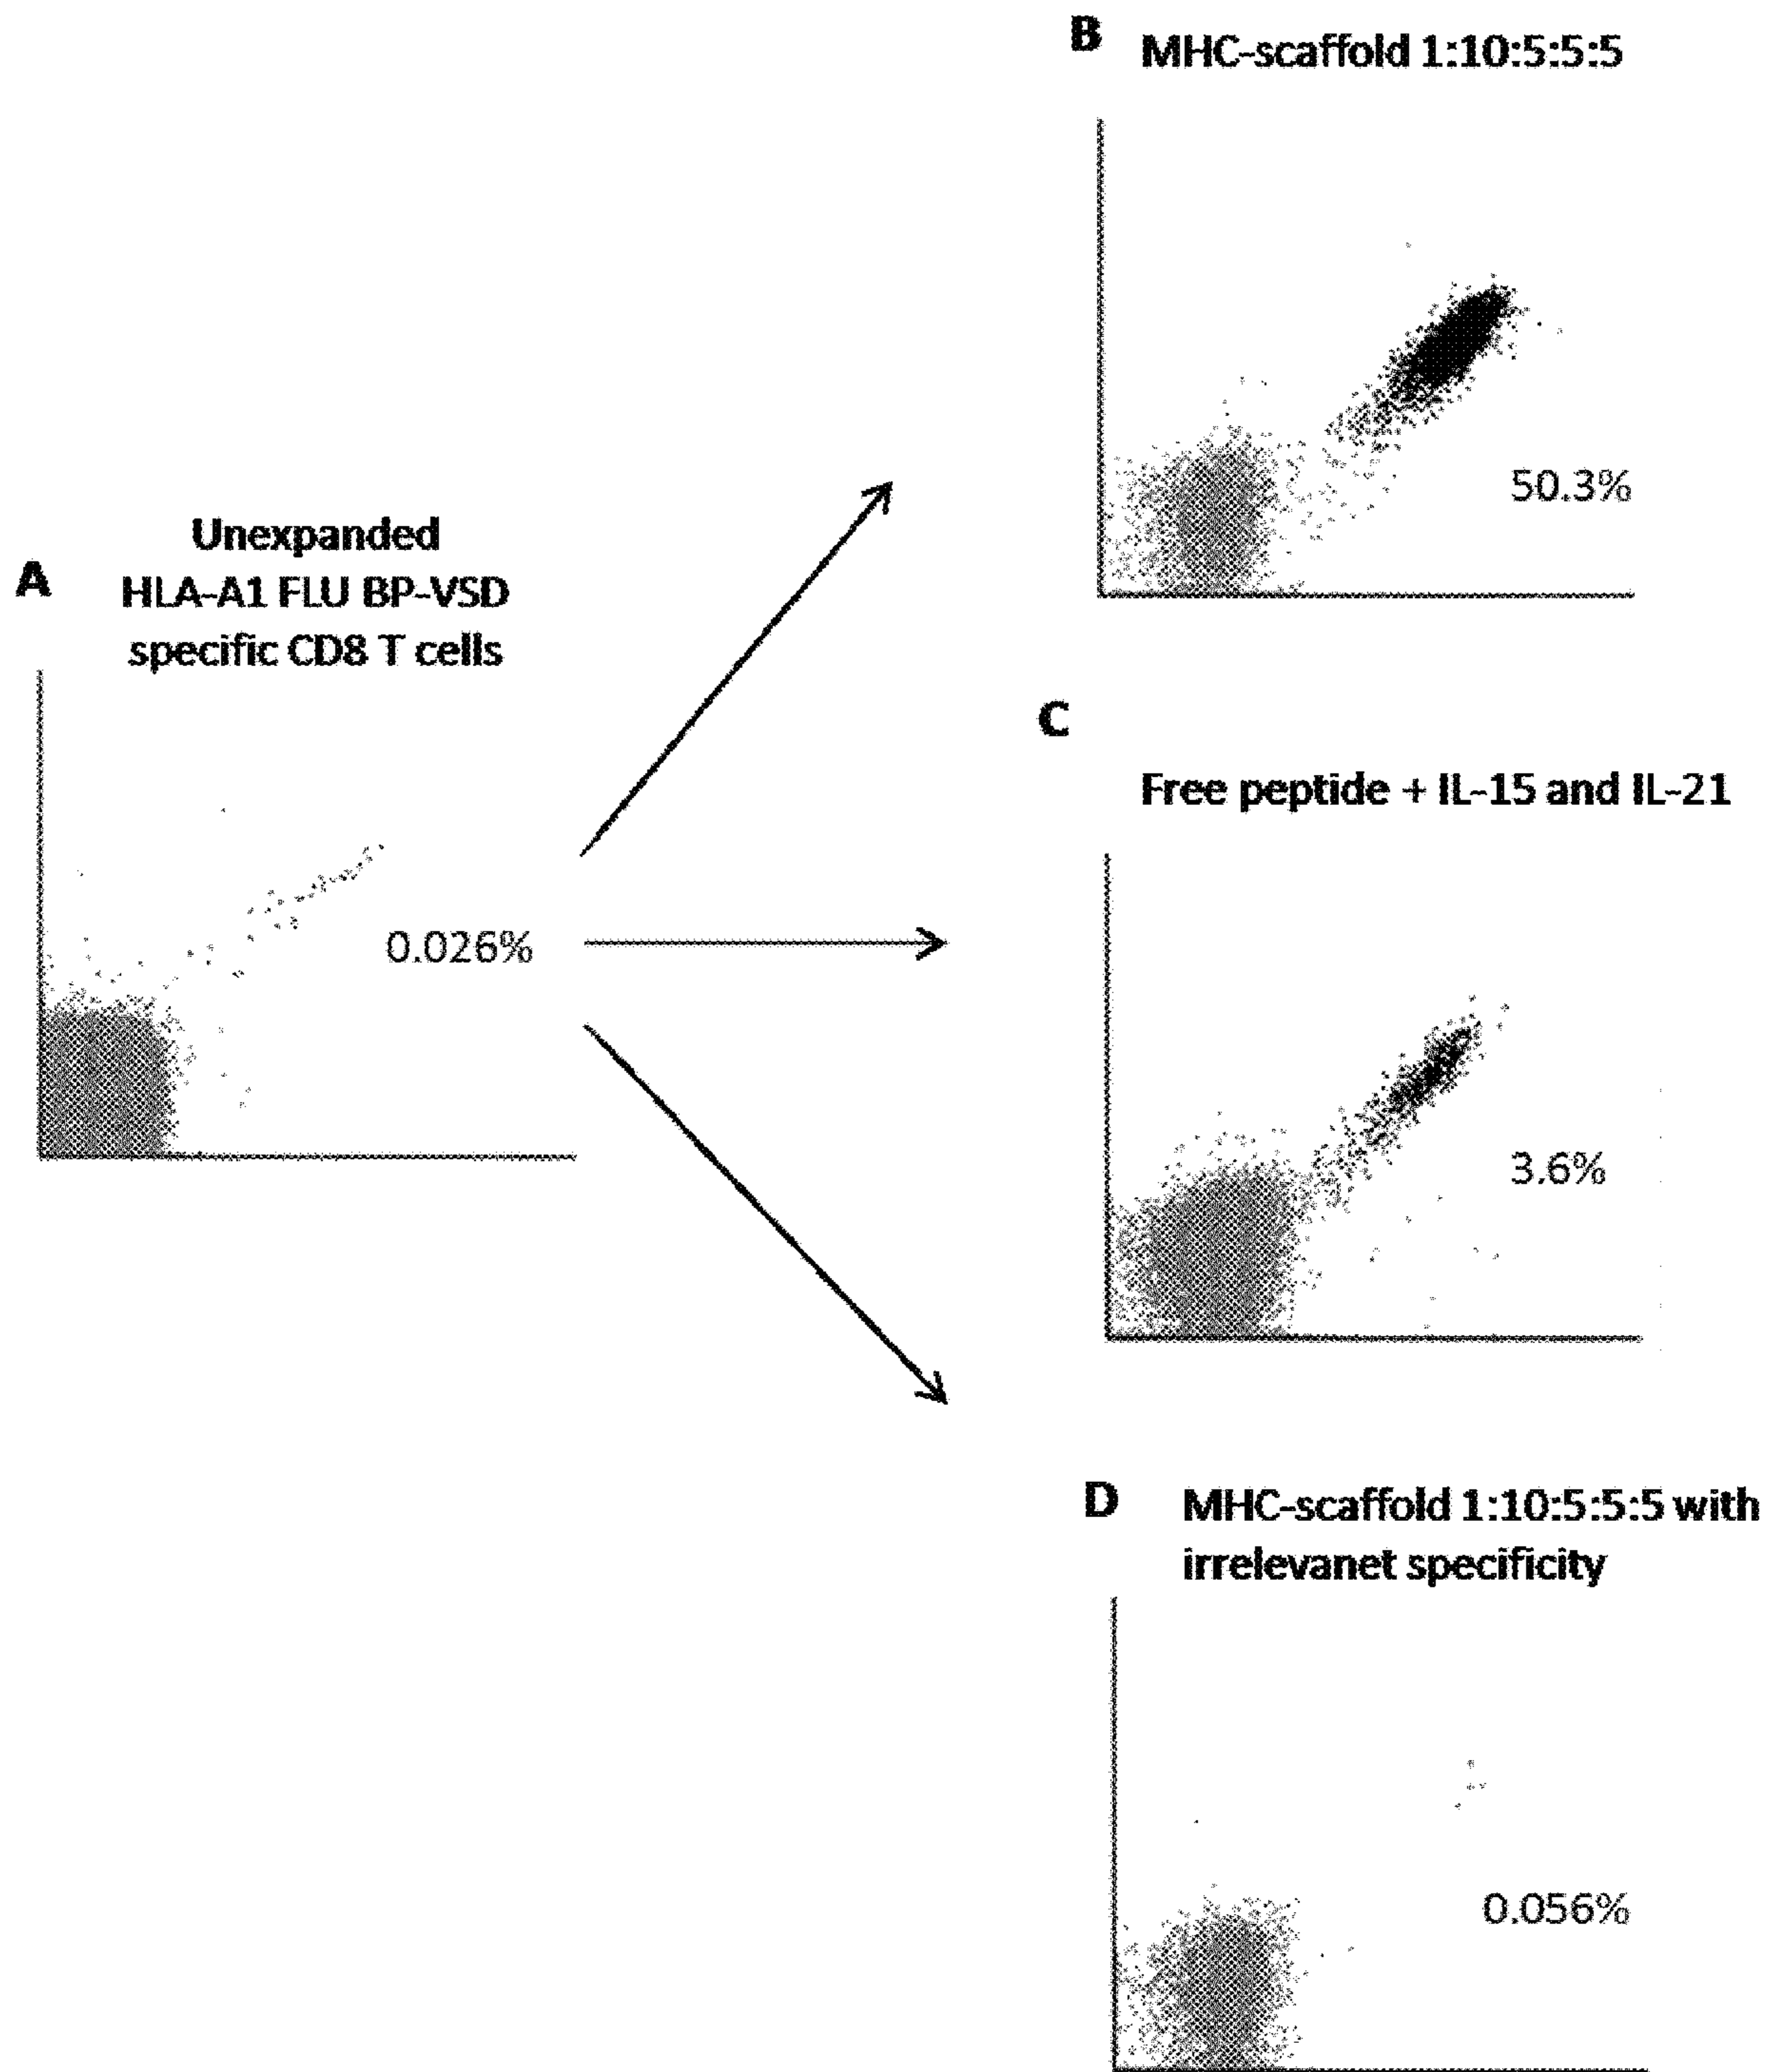 A
Unexpanded
HLA-A1 FLU BP-VSD
specific CD8 T cells
0.026%
B
MHC-scaffold 1:10:5:5:5
50.3%
C
Free peptide + IL-15 and IL-21
3.6%
D
MHC-scaffold 1:10:5:5:5 with
irrelevanet specificity
0.056%